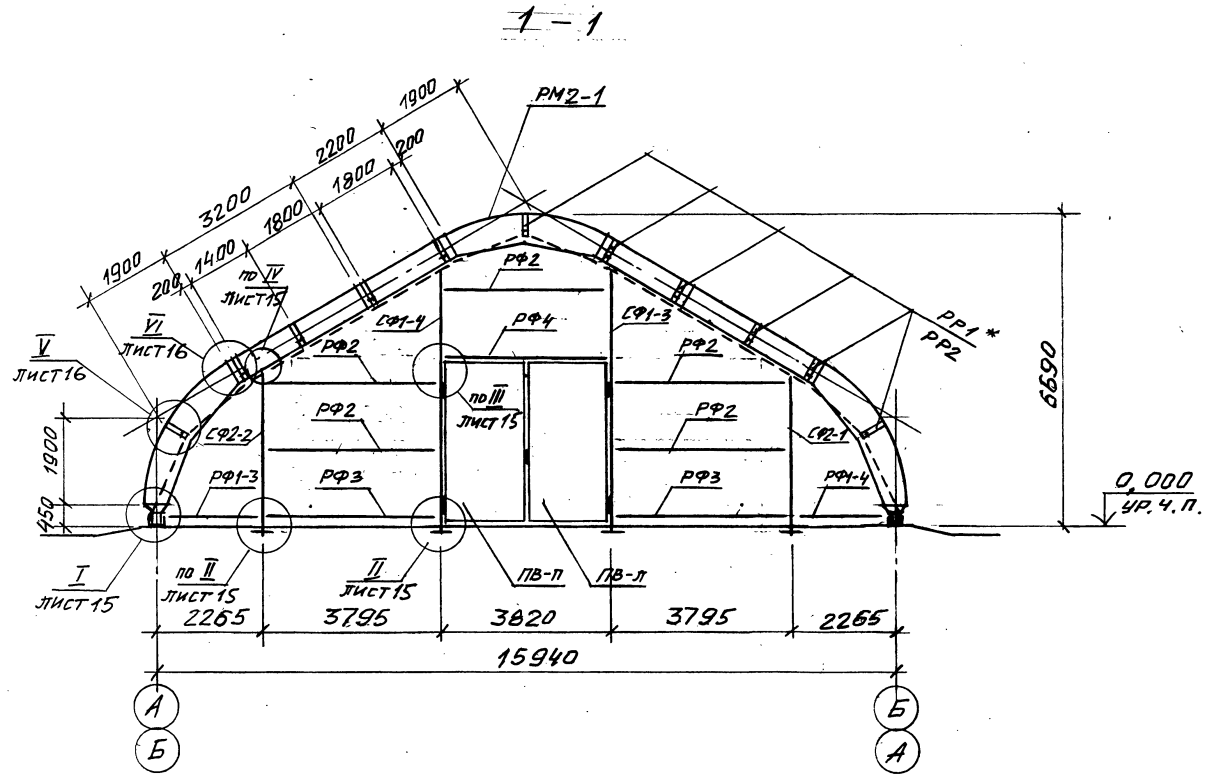 1 – 1
1900
РМ2-1
2200
200
1800
3200
1800
1400
1900
200
по IV
лист 15
VI
лист 16
V
лист 16
РФ2
СФ1-4
РФ4
СФ1-3
РР1 *
РР2
РФ2
РФ2
6690
по III
лист 15
1900
СФ2-2
РФ2
РФ2
СФ2-1
РФ1-3
РФ3
РФ3
РФ1-4
450
0,000
УР. Ч. П.
I
лист 15
по II
лист 15
II
лист 15
ПВ-П
ПВ-Л
2265
3795
3820
3795
2265
15940
А
Б
Б
А